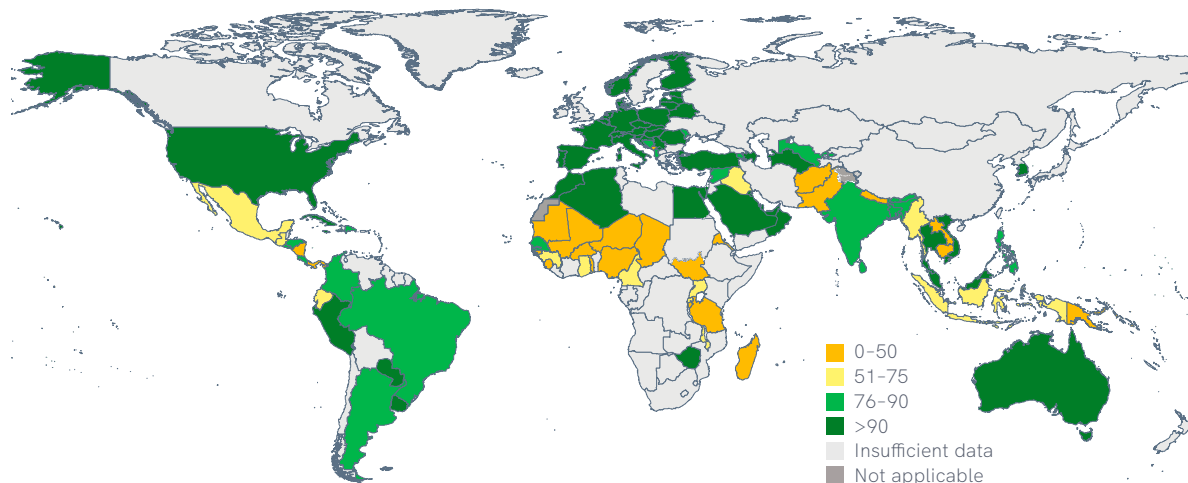 0–50
51–75
76–90
>90
Insufficient data
Not applicable